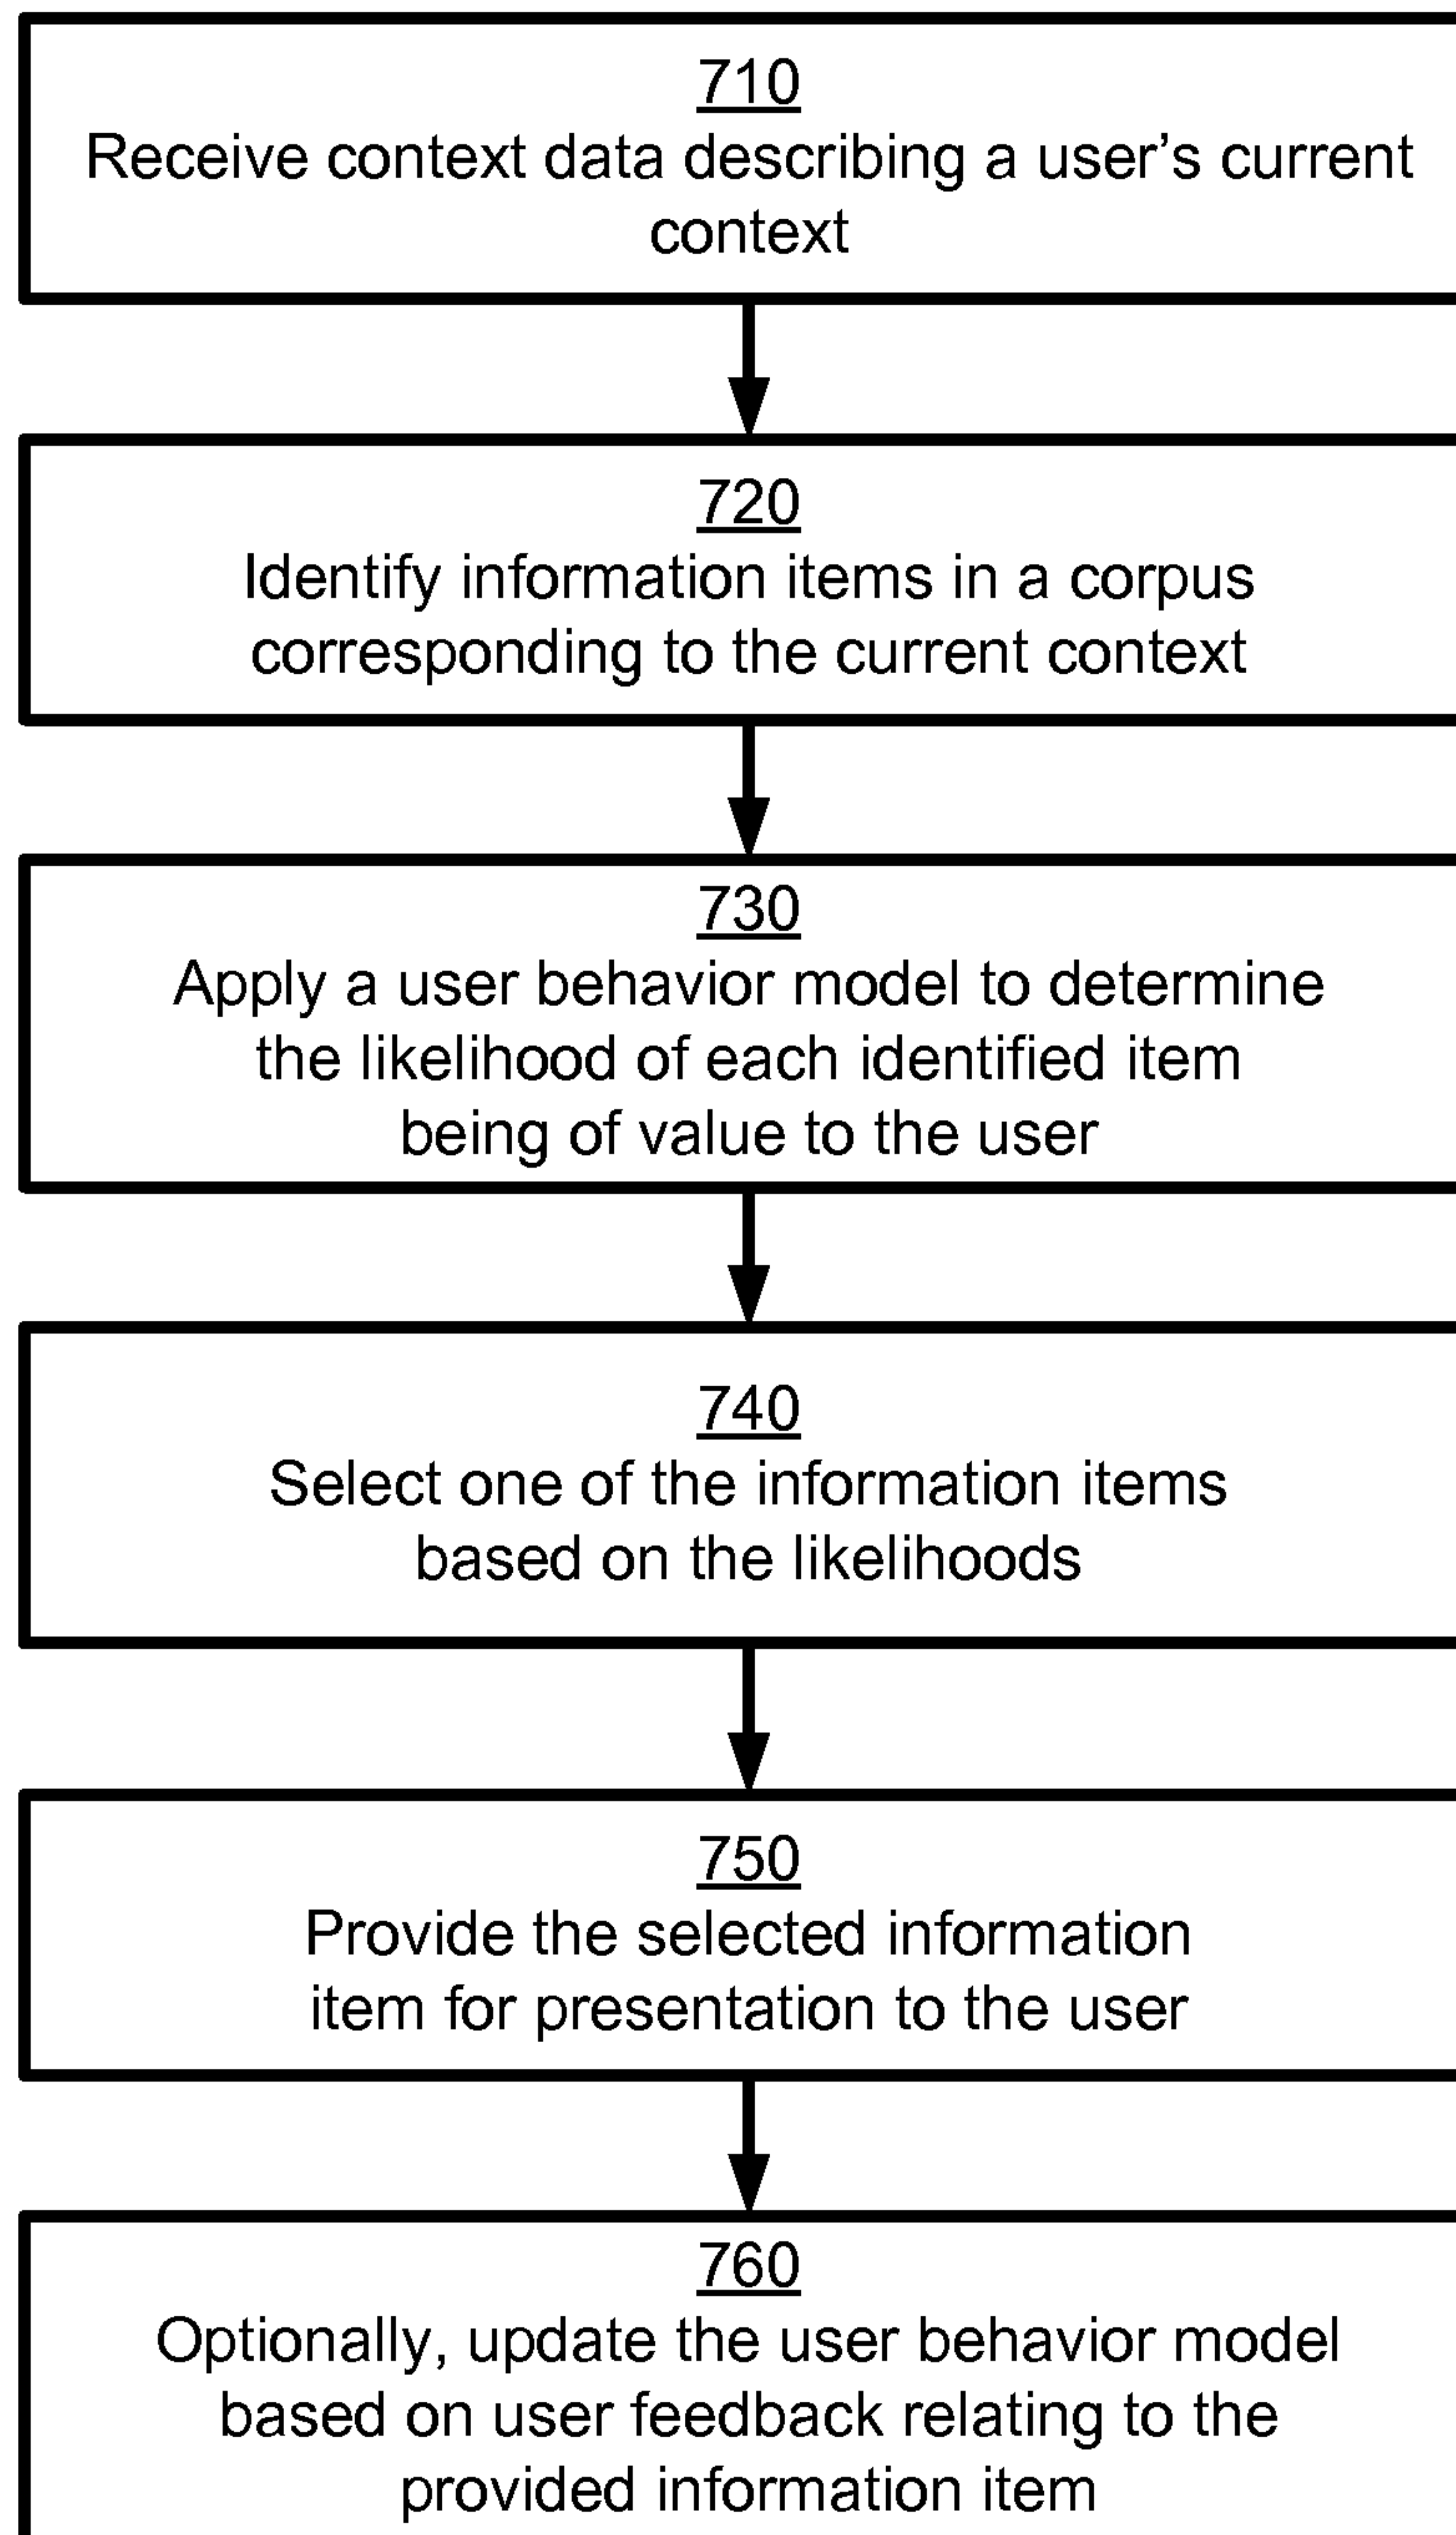 710
Receive context data describing a user’s current
context
720
Identify information items in a corpus
corresponding to the current context
730
Apply a user behavior model to determine
the likelihood of each identified item
being of value to the user
740
Select one of the information items
based on the likelihoods
750
Provide the selected information
item for presentation to the user
760
Optionally, update the user behavior model
based on user feedback relating to the
provided information item